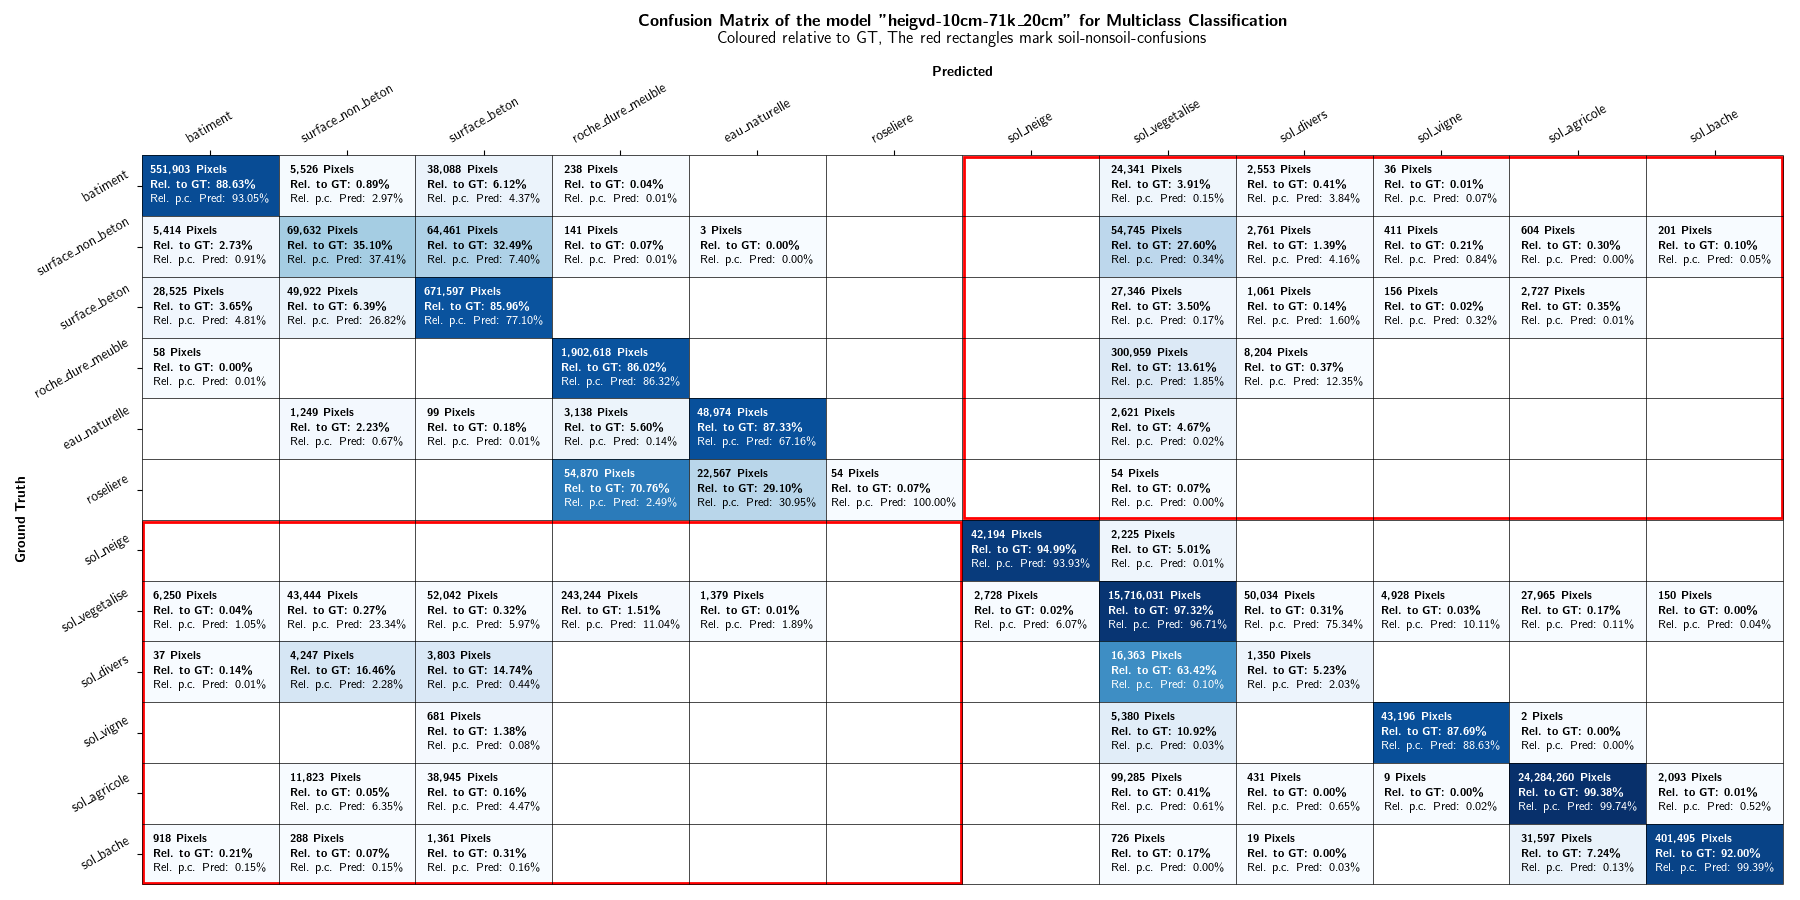 Confusion Matrix of the model "heigvd-10cm-71k_20cm" for Multiclass Classification
Coloured relative to GT, The red rectangles mark soil-nonsoil-confusions
Predicted
batiment surface_non_beton surface_beton roche_dure_meuble eau_naturelle roseliere sol_neige sol_vegetalise sol_divers sol_vigne sol_agricole sol_bache
Ground Truth
batiment
551,903 Pixels 5,526 Pixels 38,088 Pixels 238 Pixels 24,341 Pixels 2,553 Pixels 36 Pixels
Rel. to GT: 88.63% Rel. to GT: 0.89% Rel. to GT: 6.12% Rel. to GT: 0.04% Rel. to GT: 3.91% Rel. to GT: 0.41% Rel. to GT: 0.01%
Rel. p.c. Pred: 93.05% Rel. p.c. Pred: 2.97% Rel. p.c. Pred: 4.37% Rel. p.c. Pred: 0.01% Rel. p.c. Pred: 0.15% Rel. p.c. Pred: 3.84% Rel. p.c. Pred: 0.07%
surface_non_beton
5,414 Pixels 69,632 Pixels 64,461 Pixels 141 Pixels 3 Pixels 54,745 Pixels 2,761 Pixels 411 Pixels 604 Pixels 201 Pixels
Rel. to GT: 2.73% Rel. to GT: 35.10% Rel. to GT: 32.49% Rel. to GT: 0.07% Rel. to GT: 0.00% Rel. to GT: 27.60% Rel. to GT: 1.39% Rel. to GT: 0.21% Rel. to GT: 0.30% Rel. to GT: 0.10%
Rel. p.c. Pred: 0.91% Rel. p.c. Pred: 37.41% Rel. p.c. Pred: 7.40% Rel. p.c. Pred: 0.01% Rel. p.c. Pred: 0.00% Rel. p.c. Pred: 0.34% Rel. p.c. Pred: 4.16% Rel. p.c. Pred: 0.84% Rel. p.c. Pred: 0.00% Rel. p.c. Pred: 0.05%
surface_beton
28,525 Pixels 49,922 Pixels 671,597 Pixels 27,346 Pixels 1,061 Pixels 156 Pixels 2,727 Pixels
Rel. to GT: 3.65% Rel. to GT: 6.39% Rel. to GT: 85.96% Rel. to GT: 3.50% Rel. to GT: 0.14% Rel. to GT: 0.02% Rel. to GT: 0.35%
Rel. p.c. Pred: 4.81% Rel. p.c. Pred: 26.82% Rel. p.c. Pred: 77.10% Rel. p.c. Pred: 0.17% Rel. p.c. Pred: 1.60% Rel. p.c. Pred: 0.32% Rel. p.c. Pred: 0.01%
roche_dure_meuble
58 Pixels 1,902,618 Pixels 300,959 Pixels 8,204 Pixels
Rel. to GT: 0.00% Rel. to GT: 86.02% Rel. to GT: 13.61% Rel. to GT: 0.37%
Rel. p.c. Pred: 0.01% Rel. p.c. Pred: 86.32% Rel. p.c. Pred: 1.85% Rel. p.c. Pred: 12.35%
eau_naturelle
1,249 Pixels 99 Pixels 3,138 Pixels 48,974 Pixels 2,621 Pixels
Rel. to GT: 2.23% Rel. to GT: 0.18% Rel. to GT: 5.60% Rel. to GT: 87.33% Rel. to GT: 4.67%
Rel. p.c. Pred: 0.67% Rel. p.c. Pred: 0.01% Rel. p.c. Pred: 0.14% Rel. p.c. Pred: 67.16% Rel. p.c. Pred: 0.02%
roseliere
54,870 Pixels 22,567 Pixels 54 Pixels 54 Pixels
Rel. to GT: 70.76% Rel. to GT: 29.10% Rel. to GT: 0.07% Rel. to GT: 0.07%
Rel. p.c. Pred: 2.49% Rel. p.c. Pred: 30.95% Rel. p.c. Pred: 100.00% Rel. p.c. Pred: 0.00%
sol_neige
42,194 Pixels 2,225 Pixels
Rel. to GT: 94.99% Rel. to GT: 5.01%
Rel. p.c. Pred: 93.93% Rel. p.c. Pred: 0.01%
sol_vegetalise
6,250 Pixels 43,444 Pixels 52,042 Pixels 243,244 Pixels 1,379 Pixels 2,728 Pixels 15,716,031 Pixels 50,034 Pixels 4,928 Pixels 27,965 Pixels 150 Pixels
Rel. to GT: 0.04% Rel. to GT: 0.27% Rel. to GT: 0.32% Rel. to GT: 1.51% Rel. to GT: 0.01% Rel. to GT: 0.02% Rel. to GT: 97.32% Rel. to GT: 0.31% Rel. to GT: 0.03% Rel. to GT: 0.17% Rel. to GT: 0.00%
Rel. p.c. Pred: 1.05% Rel. p.c. Pred: 23.34% Rel. p.c. Pred: 5.97% Rel. p.c. Pred: 11.04% Rel. p.c. Pred: 1.89% Rel. p.c. Pred: 6.07% Rel. p.c. Pred: 96.71% Rel. p.c. Pred: 75.34% Rel. p.c. Pred: 10.11% Rel. p.c. Pred: 0.11% Rel. p.c. Pred: 0.04%
sol_divers
37 Pixels 4,247 Pixels 3,803 Pixels 16,363 Pixels 1,350 Pixels
Rel. to GT: 0.14% Rel. to GT: 16.46% Rel. to GT: 14.74% Rel. to GT: 63.42% Rel. to GT: 5.23%
Rel. p.c. Pred: 0.01% Rel. p.c. Pred: 2.28% Rel. p.c. Pred: 0.44% Rel. p.c. Pred: 0.10% Rel. p.c. Pred: 2.03%
sol_vigne
681 Pixels 5,380 Pixels 43,196 Pixels 2 Pixels
Rel. to GT: 1.38% Rel. to GT: 10.92% Rel. to GT: 87.69% Rel. to GT: 0.00%
Rel. p.c. Pred: 0.08% Rel. p.c. Pred: 0.03% Rel. p.c. Pred: 88.63% Rel. p.c. Pred: 0.00%
sol_agricole
11,823 Pixels 38,945 Pixels 99,285 Pixels 431 Pixels 9 Pixels 24,284,260 Pixels 2,093 Pixels
Rel. to GT: 0.05% Rel. to GT: 0.16% Rel. to GT: 0.41% Rel. to GT: 0.00% Rel. to GT: 0.00% Rel. to GT: 99.38% Rel. to GT: 0.01%
Rel. p.c. Pred: 6.35% Rel. p.c. Pred: 4.47% Rel. p.c. Pred: 0.61% Rel. p.c. Pred: 0.65% Rel. p.c. Pred: 0.02% Rel. p.c. Pred: 99.74% Rel. p.c. Pred: 0.52%
sol_bache
918 Pixels 288 Pixels 1,361 Pixels 726 Pixels 19 Pixels 31,597 Pixels 401,495 Pixels
Rel. to GT: 0.21% Rel. to GT: 0.07% Rel. to GT: 0.31% Rel. to GT: 0.17% Rel. to GT: 0.00% Rel. to GT: 7.24% Rel. to GT: 92.00%
Rel. p.c. Pred: 0.15% Rel. p.c. Pred: 0.15% Rel. p.c. Pred: 0.16% Rel. p.c. Pred: 0.00% Rel. p.c. Pred: 0.03% Rel. p.c. Pred: 0.13% Rel. p.c. Pred: 99.39%